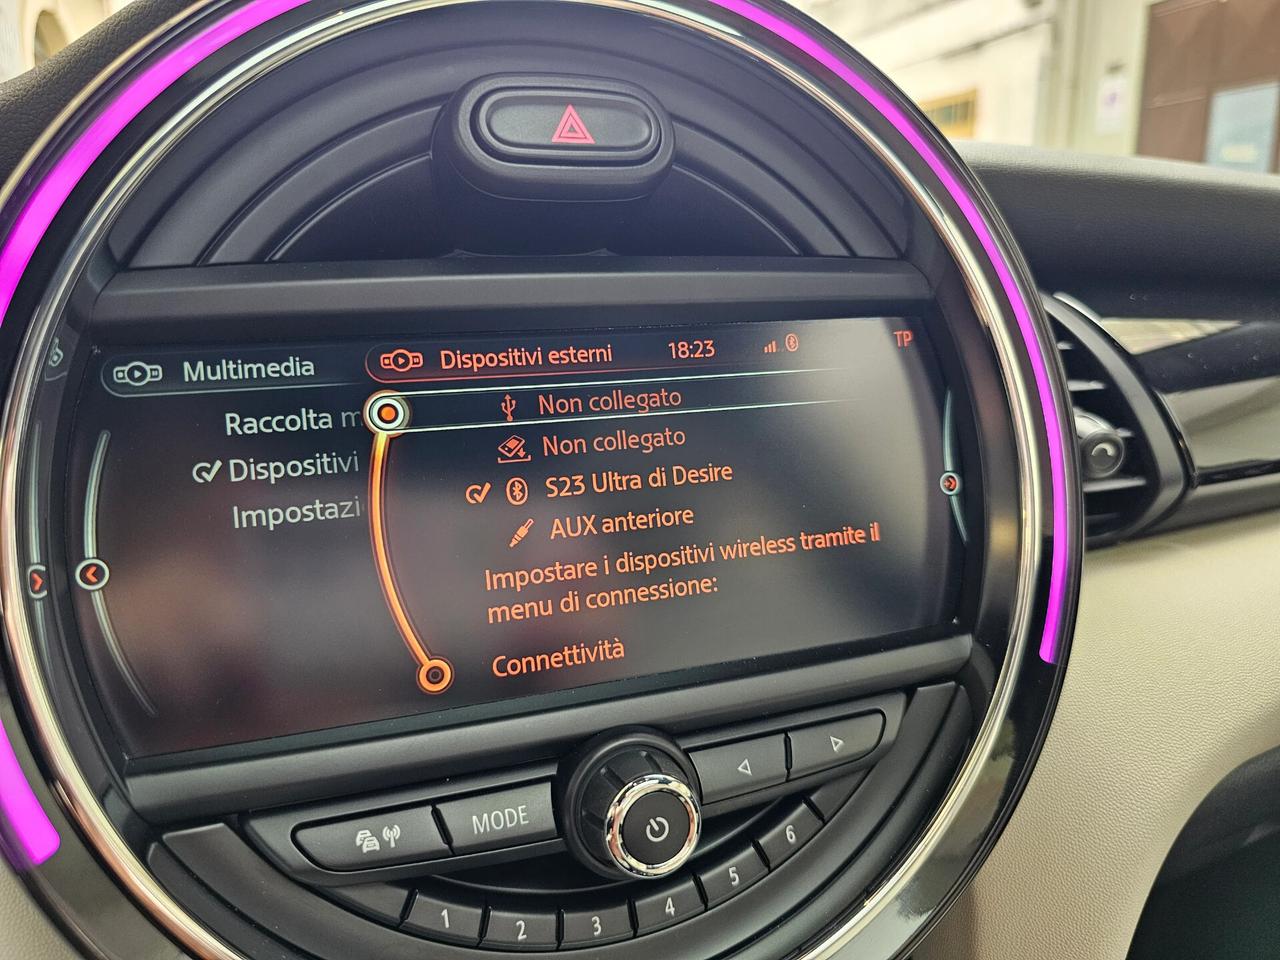 Multimedia
Raccolta m
Dispositivi
Impostazi
Dispositivi esterni
18:23
TP
Non collegato
Non collegato
S23 Ultra di Desire
AUX anteriore
Impostare i dispositivi wireless tramite il
menu di connessione:
Connettività
MODE
1 2 3 4 5 6